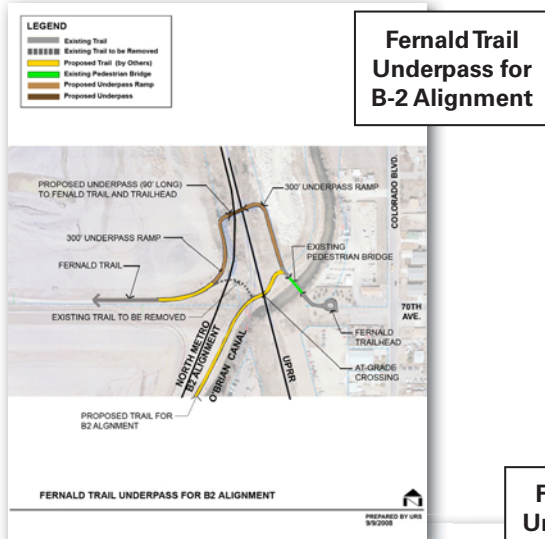 LEGEND
Existing Trail
Existing Trail to be Removed
Proposed Trail (by Others)
Existing Pedestrian Bridge
Proposed Underpass Ramp
Proposed Underpass
Fernald Trail
Underpass for
B-2 Alignment
PROPOSED UNDERPASS (90' LONG)
TO FENALD TRAIL AND TRAILHEAD
300' UNDERPASS RAMP
COLORADO BLVD.
300' UNDERPASS RAMP
EXISTING
PEDESTRIAN BRIDGE
FERNALD TRAIL
70TH
AVE.
EXISTING TRAIL TO BE REMOVED
FERNALD
TRAILHEAD
NORTH METRO
B2 ALIGNMENT
O'BRIAN CANAL
UPRR
AT-GRADE
CROSSING
PROPOSED TRAIL FOR
B2 ALGNMENT
FERNALD TRAIL UNDERPASS FOR B2 ALIGNMENT
N
PREPARED BY URS
9/9/2008
F
Un